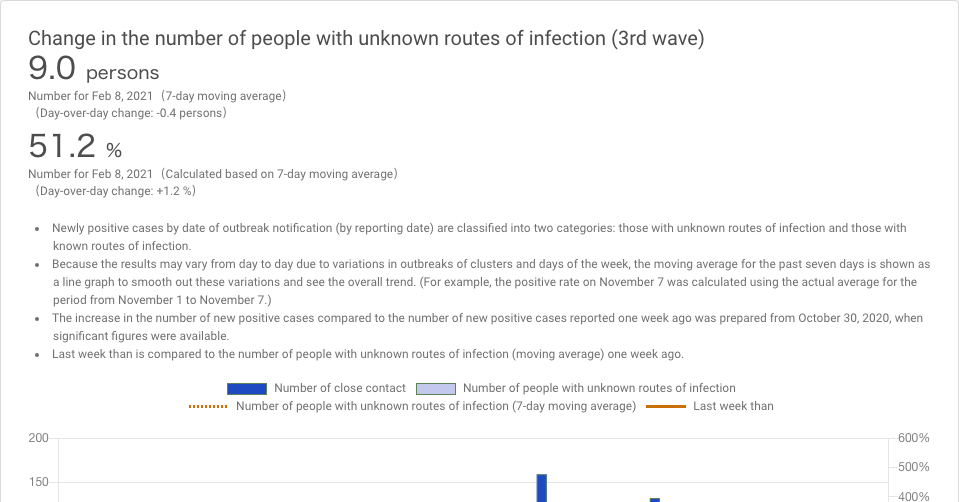 Change in the number of people with unknown routes of infection (3rd wave)
9.0 persons
Number for Feb 8, 2021（7-day moving average）
（Day-over-day change: -0.4 persons）
51.2 %
Number for Feb 8, 2021（Calculated based on 7-day moving average）
（Day-over-day change: +1.2 %）
• Newly positive cases by date of outbreak notification (by reporting date) are classified into two categories: those with unknown routes of infection and those with
known routes of infection.
• Because the results may vary from day to day due to variations in outbreaks of clusters and days of the week, the moving average for the past seven days is shown as
a line graph to smooth out these variations and see the overall trend. (For example, the positive rate on November 7 was calculated using the actual average for the
period from November 1 to November 7.)
• The increase in the number of new positive cases compared to the number of new positive cases reported one week ago was prepared from October 30, 2020, when
significant figures were available.
• Last week than is compared to the number of people with unknown routes of infection (moving average) one week ago.
Number of close contact Number of people with unknown routes of infection
Number of people with unknown routes of infection (7-day moving average) Last week than
200 600%
500%
150
400%